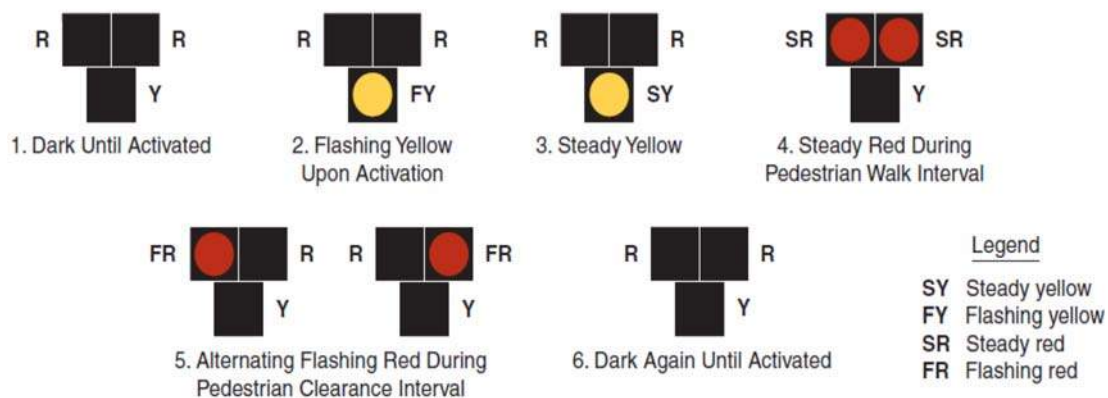 R R R R R R SR SR
Y FY SY Y
1. Dark Until Activated 2. Flashing Yellow 3. Steady Yellow 4. Steady Red During
Upon Activation Pedestrian Walk Interval
FR R R FR R R Legend
Y Y Y SY Steady yellow
FY Flashing yellow
5. Alternating Flashing Red During 6. Dark Again Until Activated SR Steady red
Pedestrian Clearance Interval FR Flashing red